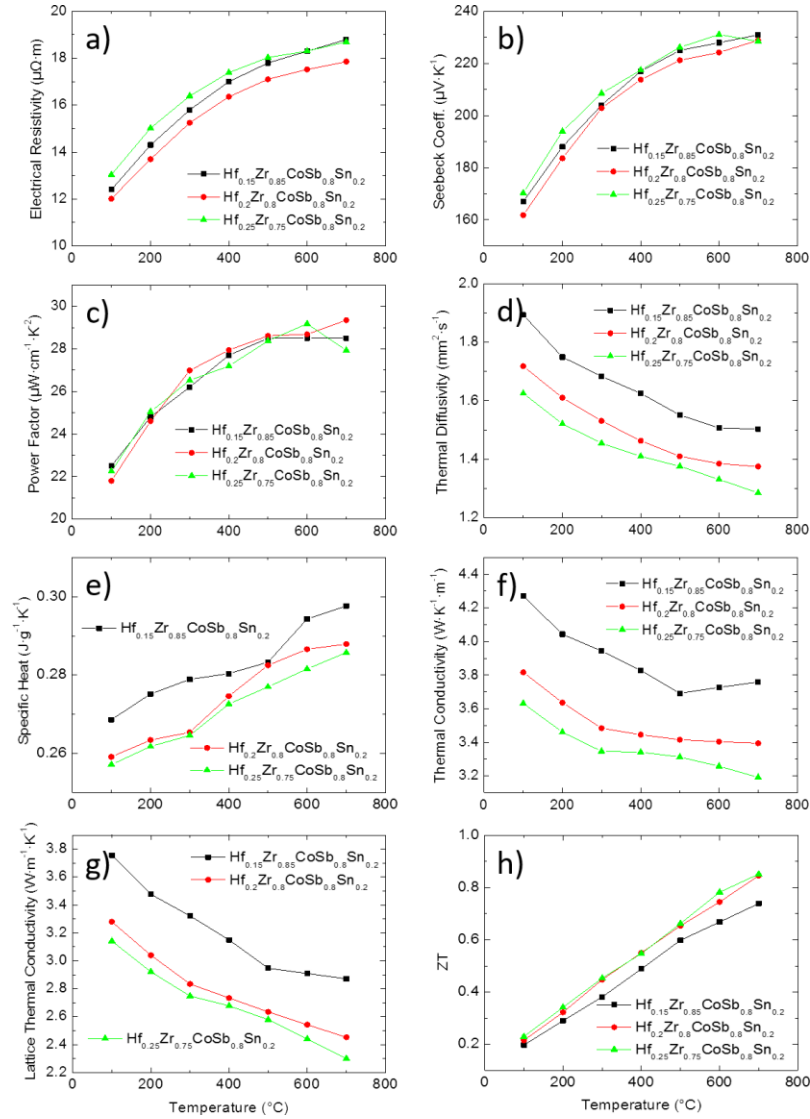 a)
Electrical Resistivity (µΩ·m)
20
18
16
14
12
10
Hf0.15Zr0.85CoSb0.8Sn0.2
Hf0.2Zr0.8CoSb0.8Sn0.2
Hf0.25Zr0.75CoSb0.8Sn0.2
0 200 400 600 800
b)
Seebeck Coeff. (µV·K-1)
240
220
200
180
160
Hf0.15Zr0.85CoSb0.8Sn0.2
Hf0.2Zr0.8CoSb0.8Sn0.2
Hf0.25Zr0.75CoSb0.8Sn0.2
0 200 400 600 800
c)
Power Factor (µW·cm-1·K-2)
30
28
26
24
22
20
Hf0.15Zr0.85CoSb0.8Sn0.2
Hf0.2Zr0.8CoSb0.8Sn0.2
Hf0.25Zr0.75CoSb0.8Sn0.2
0 200 400 600 800
d)
Thermal Diffusivity (mm2·s-1)
2.0
1.8
1.6
1.4
1.2
Hf0.15Zr0.85CoSb0.8Sn0.2
Hf0.2Zr0.8CoSb0.8Sn0.2
Hf0.25Zr0.75CoSb0.8Sn0.2
0 200 400 600 800
e)
Specific Heat (J·g-1·K-1)
0.30
0.28
0.26
Hf0.15Zr0.85CoSb0.8Sn0.2
Hf0.2Zr0.8CoSb0.8Sn0.2
Hf0.25Zr0.75CoSb0.8Sn0.2
0 200 400 600 800
f)
Thermal Conductivity (W·K-1·m-1)
4.4
4.2
4.0
3.8
3.6
3.4
3.2
Hf0.15Zr0.85CoSb0.8Sn0.2
Hf0.2Zr0.8CoSb0.8Sn0.2
Hf0.25Zr0.75CoSb0.8Sn0.2
0 200 400 600 800
g)
Lattice Thermal Conductivity (W·m-1·K-1)
3.8
3.6
3.4
3.2
3.0
2.8
2.6
2.4
2.2
Hf0.15Zr0.85CoSb0.8Sn0.2
Hf0.2Zr0.8CoSb0.8Sn0.2
Hf0.25Zr0.75CoSb0.8Sn0.2
0 200 400 600 800
Temperature (°C)
h)
ZT
1.0
0.8
0.6
0.4
0.2
Hf0.15Zr0.85CoSb0.8Sn0.2
Hf0.2Zr0.8CoSb0.8Sn0.2
Hf0.25Zr0.75CoSb0.8Sn0.2
0 200 400 600 800
Temperature (°C)